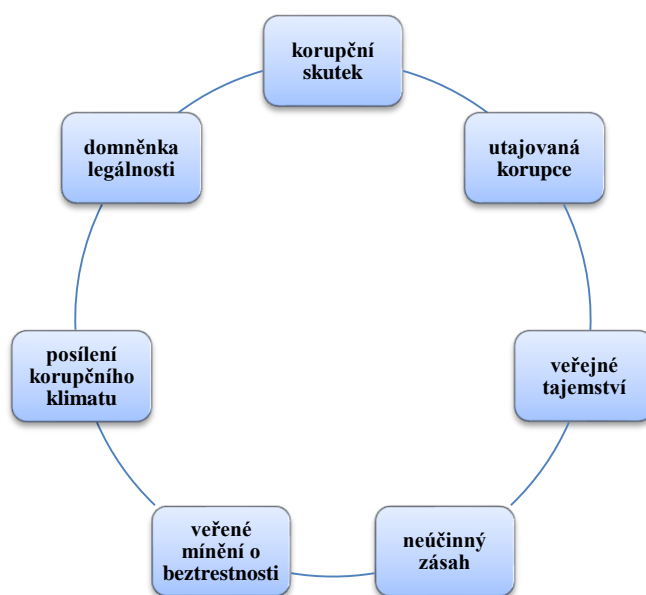 korupční
skutek
utajovaná
korupce
veřejné
tajemství
neúčinný
zásah
veřené
mínění o
beztrestnosti
posílení
korupčního
klimatu
domněnka
legálnosti